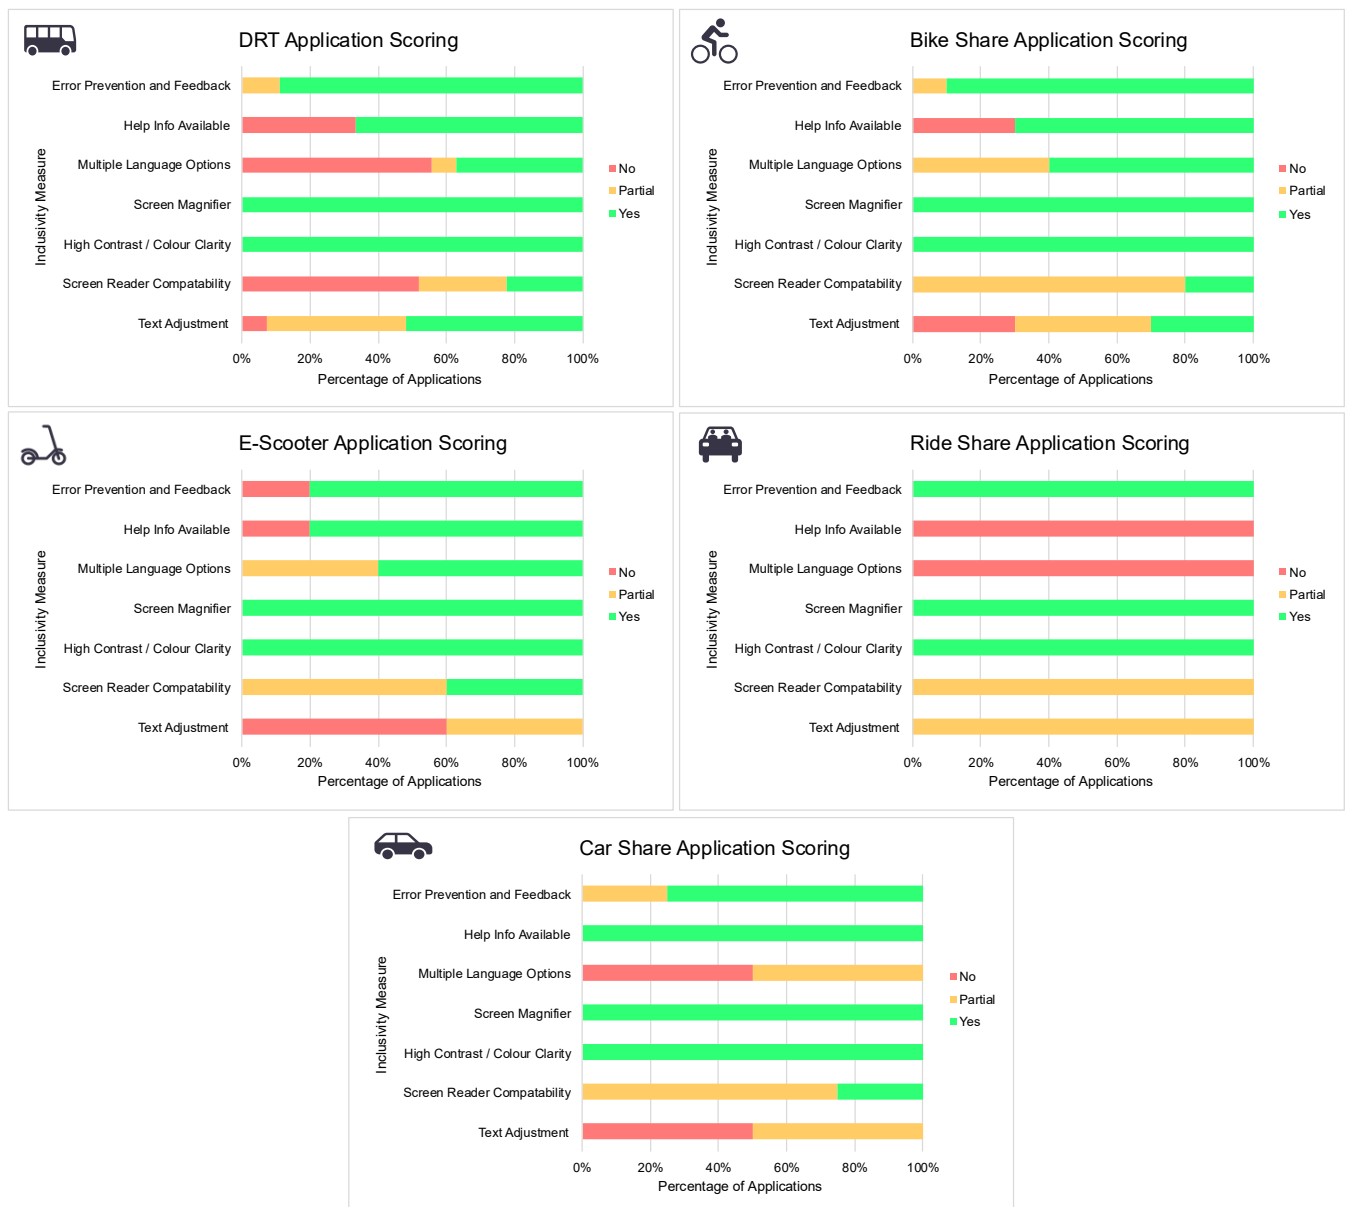 DRT Application Scoring
Inclusivity Measure
Error Prevention and Feedback
Help Info Available
Multiple Language Options
Screen Magnifier
High Contrast / Colour Clarity
Screen Reader Compatability
Text Adjustment
0% 20% 40% 60% 80% 100%
Percentage of Applications
No
Partial
Yes
Bike Share Application Scoring
Inclusivity Measure
Error Prevention and Feedback
Help Info Available
Multiple Language Options
Screen Magnifier
High Contrast / Colour Clarity
Screen Reader Compatability
Text Adjustment
0% 20% 40% 60% 80% 100%
Percentage of Applications
No
Partial
Yes
E-Scooter Application Scoring
Inclusivity Measure
Error Prevention and Feedback
Help Info Available
Multiple Language Options
Screen Magnifier
High Contrast / Colour Clarity
Screen Reader Compatability
Text Adjustment
0% 20% 40% 60% 80% 100%
Percentage of Applications
No
Partial
Yes
Ride Share Application Scoring
Inclusivity Measure
Error Prevention and Feedback
Help Info Available
Multiple Language Options
Screen Magnifier
High Contrast / Colour Clarity
Screen Reader Compatability
Text Adjustment
0% 20% 40% 60% 80% 100%
Percentage of Applications
No
Partial
Yes
Car Share Application Scoring
Inclusivity Measure
Error Prevention and Feedback
Help Info Available
Multiple Language Options
Screen Magnifier
High Contrast / Colour Clarity
Screen Reader Compatability
Text Adjustment
0% 20% 40% 60% 80% 100%
Percentage of Applications
No
Partial
Yes